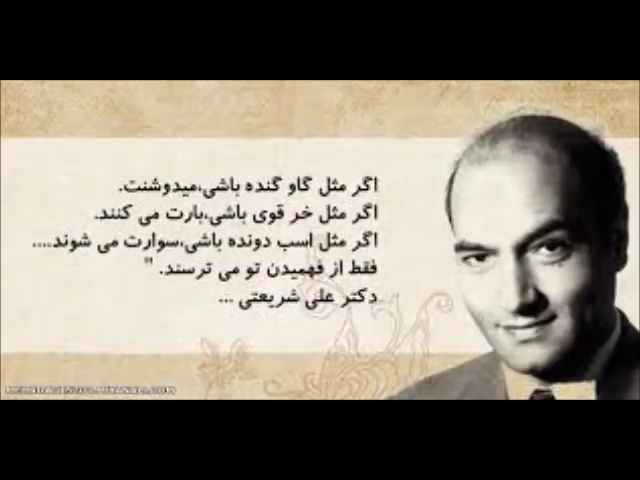 اگر مثل گاو گنده باشی،میدوشنت.
اگر مثل خر قوی باشی،بارت می کنند.
اگر مثل اسب دونده باشی،سوارت می شوند....
فقط از فهمیدن تو می ترسند. "
دکتر علی شریعتی ...